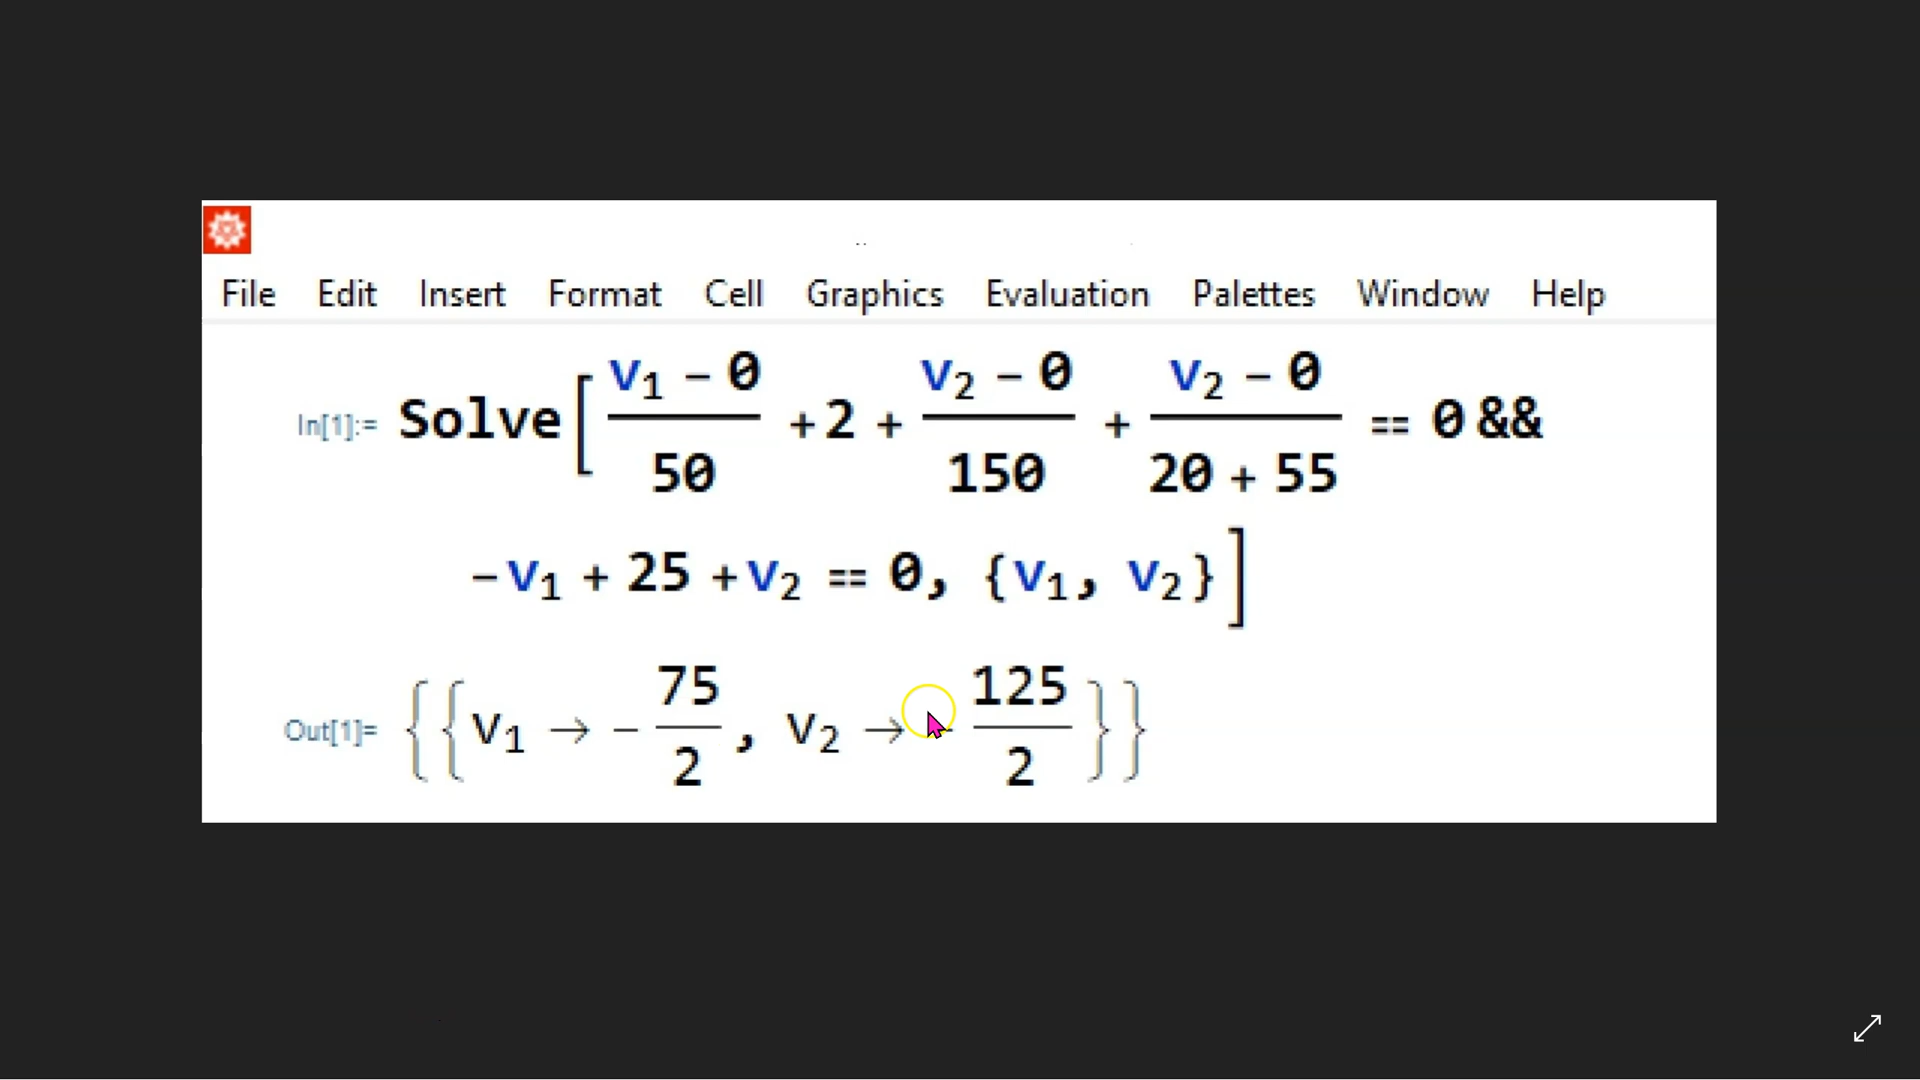 File Edit Insert Format Cell Graphics Evaluation Palettes Window Help
In[1]:= Solve[(v₁ - 0)/50 + 2 + (v₂ - 0)/150 + (v₂ - 0)/(20 + 55) == 0 &&
-v₁ + 25 + v₂ == 0, {v₁, v₂}]
Out[1]= {{v₁ → -75/2, v₂ → -125/2}}